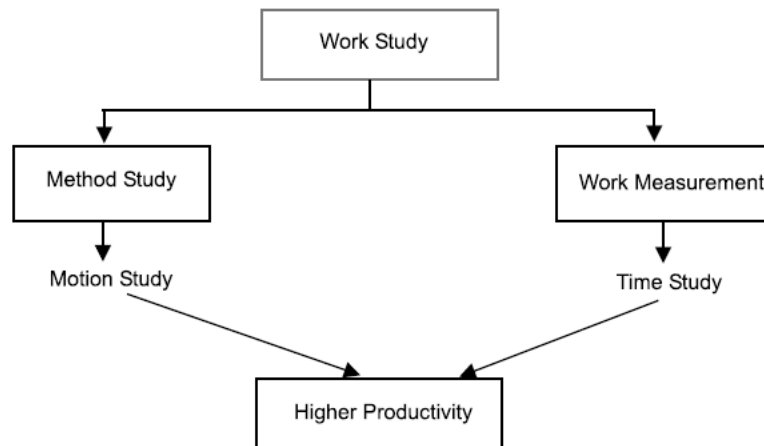 Work Study
Method Study
Work Measurement
Motion Study
Time Study
Higher Productivity